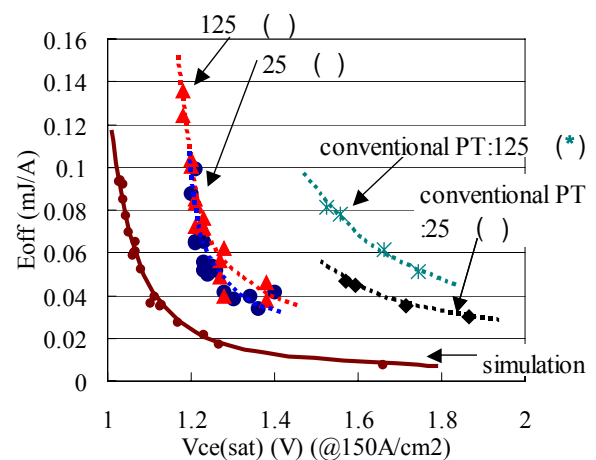 0.16
0.14
0.12
0.1
0.08
0.06
0.04
0.02
0
Eoff (mJ/A)
125 ( )
25 ( )
conventional PT:125 (*)
conventional PT
:25 ( )
simulation
1
1.2
1.4
1.6
1.8
2
Vce(sat) (V) (@150A/cm2)